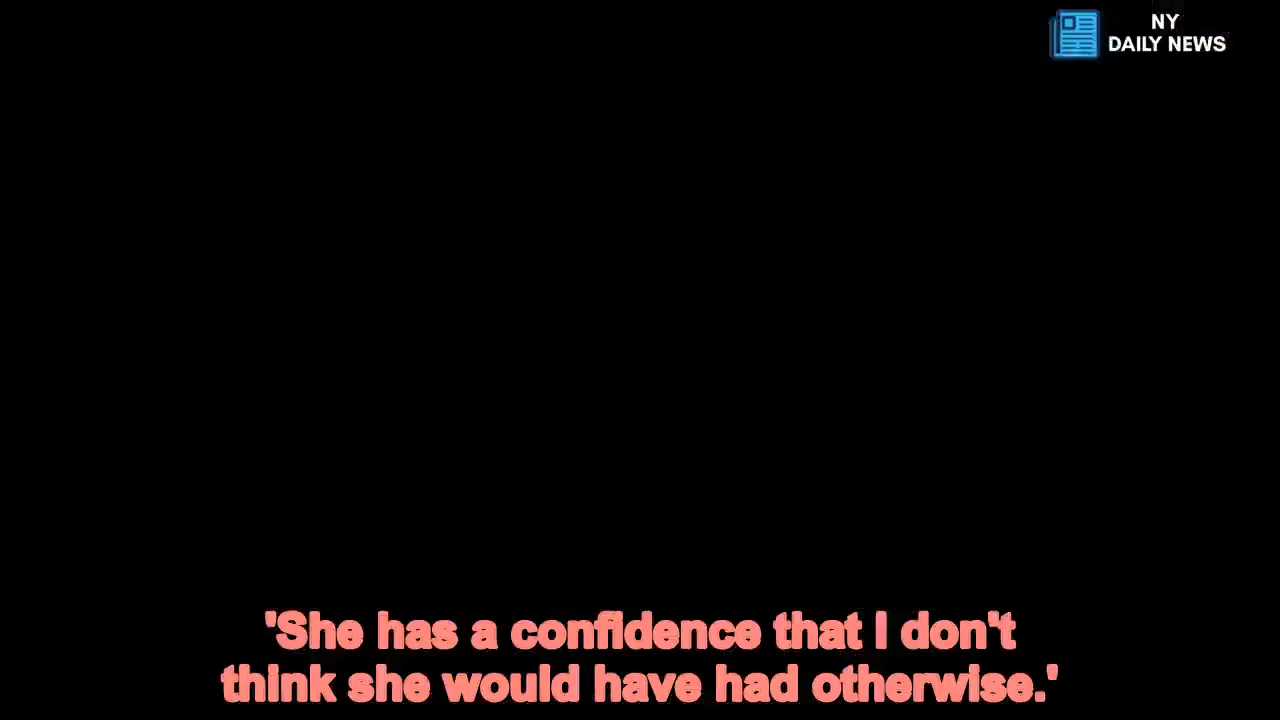 NY
DAILY NEWS
'She has a confidence that I don't
think she would have had otherwise.'